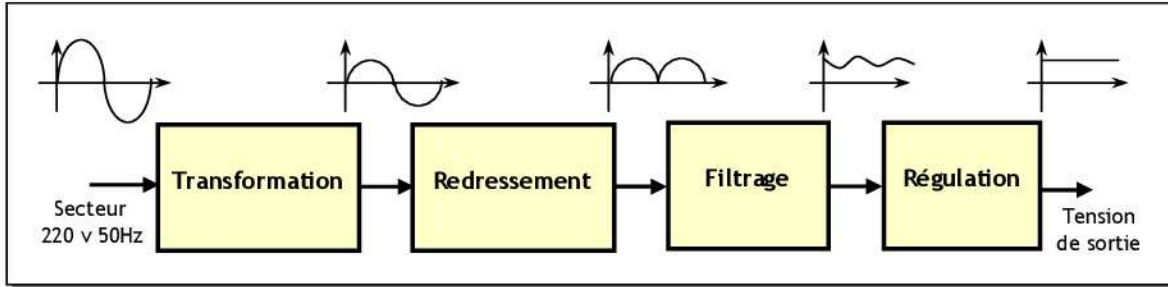 Transformation
Redressement
Filtrage
Régulation
Secteur
220 v 50Hz
Tension
de sortie